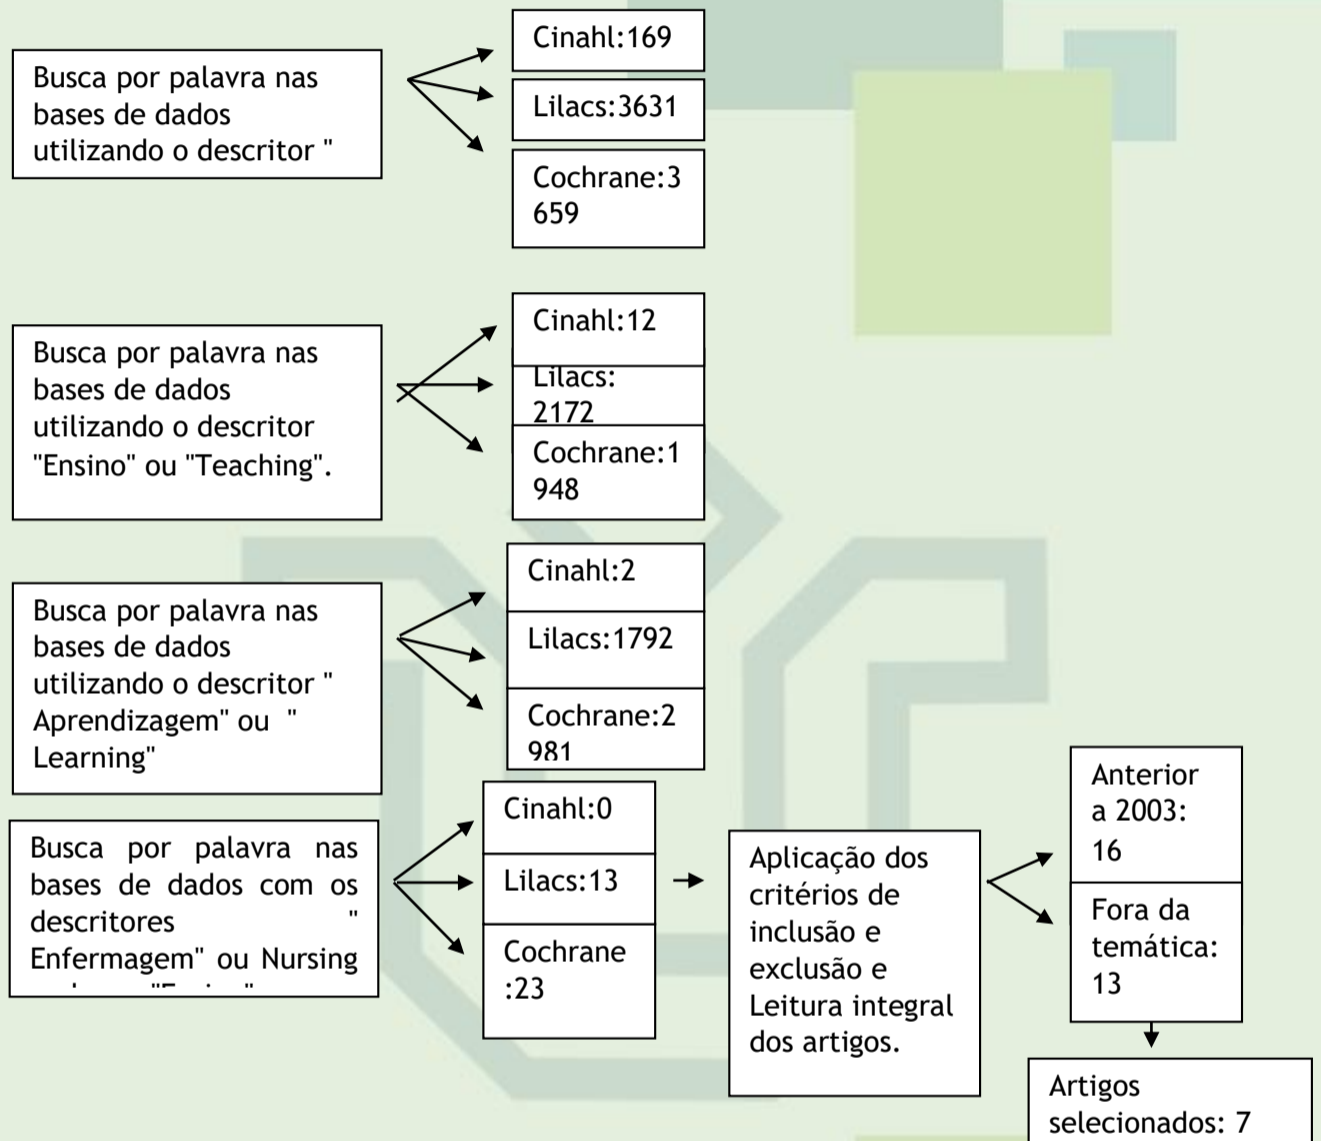 Busca por palavra nas
bases de dados
utilizando o descritor "
Cinahl:169
Lilacs:3631
Cochrane:3
659
Busca por palavra nas
bases de dados
utilizando o descritor
"Ensino" ou "Teaching".
Cinahl:12
Lilacs:
2172
Cochrane:1
948
Busca por palavra nas
bases de dados
utilizando o descritor "
Aprendizagem" ou "
Learning"
Cinahl:2
Lilacs:1792
Cochrane:2
981
Busca por palavra nas
bases de dados com os
descritores "
Enfermagem" ou Nursing
Cinahl:0
Lilacs:13
Cochrane
:23
Aplicação dos
critérios de
inclusão e
exclusão e
Leitura integral
dos artigos.
Anterior
a 2003:
16
Fora da
temática:
13
Artigos
selecionados: 7